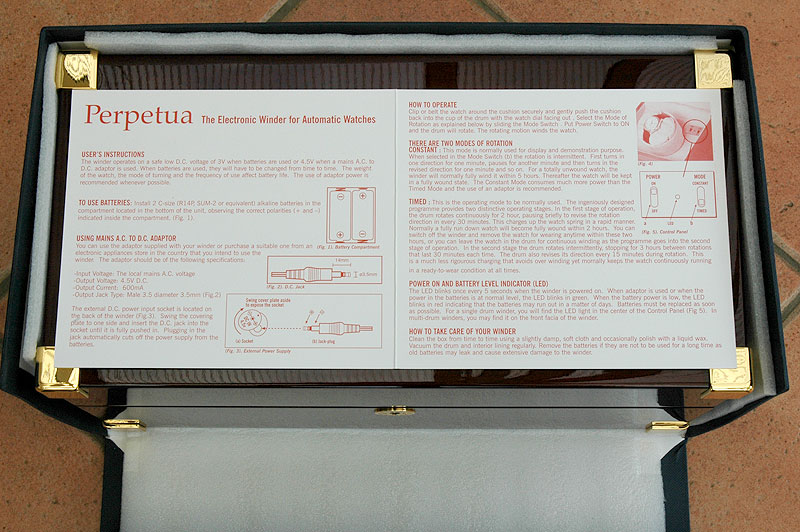 Perpetua The Electronic Winder for Automatic Watches
USER'S INSTRUCTIONS
The winder operates on a safe low D.C. voltage of 3V when batteries are used or 4.5V when a mains A.C. to
D.C. adaptor is used. When batteries are used, they will have to be changed from time to time. The weight
of the watch, the mode of turning and the frequency of use affect battery life. The use of adaptor power is
recommended whenever possible.
TO USE BATTERIES: Install 2 C-size (R14P, SUM-2 or equivalent) alkaline batteries in the
compartment located in the bottom of the unit, observing the correct polarities (+ and -)
indicated inside the compartment. (Fig. 1).
(Fig. 1). Battery Compartment
USING MAINS A.C. TO D.C. ADAPTOR
You can use the adaptor supplied with your winder or purchase a suitable one from an
electronic appliances store in the country that you intend to use the
winder. The adaptor should be of the following specifications:
-Input Voltage: The local mains A.C. voltage
-Output Voltage: 4.5V D.C.
-Output Current: 600mA
-Output Jack Type: Male 3.5 diameter 3.5mm (Fig.2)
14mm
ø3.5mm
(Fig. 2). D.C. Jack
The external D.C. power input socket is located on
the back of the winder (Fig.3). Swing the covering
plate to one side and insert the D.C. jack into the
socket until it is fully pushed in. Plugging in the
jack automatically cuts off the power supply from the
batteries.
Swing cover plate aside
to expose the socket
(a) Socket
(b) Jack-plug
(Fig. 3). External Power Supply
HOW TO OPERATE
Clip or belt the watch around the cushion securely and gently push the cushion
back into the cup of the drum with the watch dial facing out . Select the Mode of
Rotation as explained below by sliding the Mode Switch . Put Power Switch to ON
and the drum will rotate. The rotating motion winds the watch.
THERE ARE TWO MODES OF ROTATION
CONSTANT : This mode is normally used for display and demonstration purpose.
When selected in the Mode Switch (b) the rotation is intermittent. First turns in
one direction for one minute, pauses for another minute and then turns in the
revised direction for one minute and so on. For a totally unwound watch, the
winder will normally fully wind it within 5 hours. Thereafter the watch will be kept
in a fully wound state. The Constant Mode consumes much more power than the
Timed Mode and the use of an adaptor is recommended.
TIMED : This is the operating mode to be normally used. The ingeniously designed
programme provides two distinctive operating stages. In the first stage of operation,
the drum rotates continuously for 2 hour, pausing briefly to revise the rotation
direction in every 30 minutes. This charges up the watch spring in a rapid manner.
Normally a fully run down watch will become fully wound within 2 hours. You can
switch off the winder and remove the watch for wearing anytime within these two
hours, or you can leave the watch in the drum for continuous winding as the programme goes into the second
stage of operation. In the second stage the drum rotates intermittently, stopping for 3 hours between rotations
that last 30 minutes each time. The drum also revises its direction every 15 minutes during rotation. This
is a much less rigorous charging that avoids over winding yet normally keeps the watch continuously running
in a ready-to-wear condition at all times.
(Fig. 4)
POWER
ON
OFF
LED
MODE
CONSTANT
TIMED
(Fig. 5). Control Panel
POWER ON AND BATTERY LEVEL INDICATOR (LED)
The LED blinks once every 5 seconds when the winder is powered on. When adaptor is used or when the
power in the batteries is at normal level, the LED blinks in green. When the battery power is low, the LED
blinks in red indicating that the batteries may run out in a matter of days. Batteries must be replaced as soon
as possible. For a single drum winder, you will find the LED light in the center of the Control Panel (Fig 5). In
multi-drum winders, you may find it on the front facia of the winder.
HOW TO TAKE CARE OF YOUR WINDER
Clean the box from time to time using a slightly damp, soft cloth and occasionally polish with a liquid wax.
Vacuum the drum and interior lining regularly. Remove the batteries if they are not to be used for a long time as
old batteries may leak and cause extensive damage to the winder.